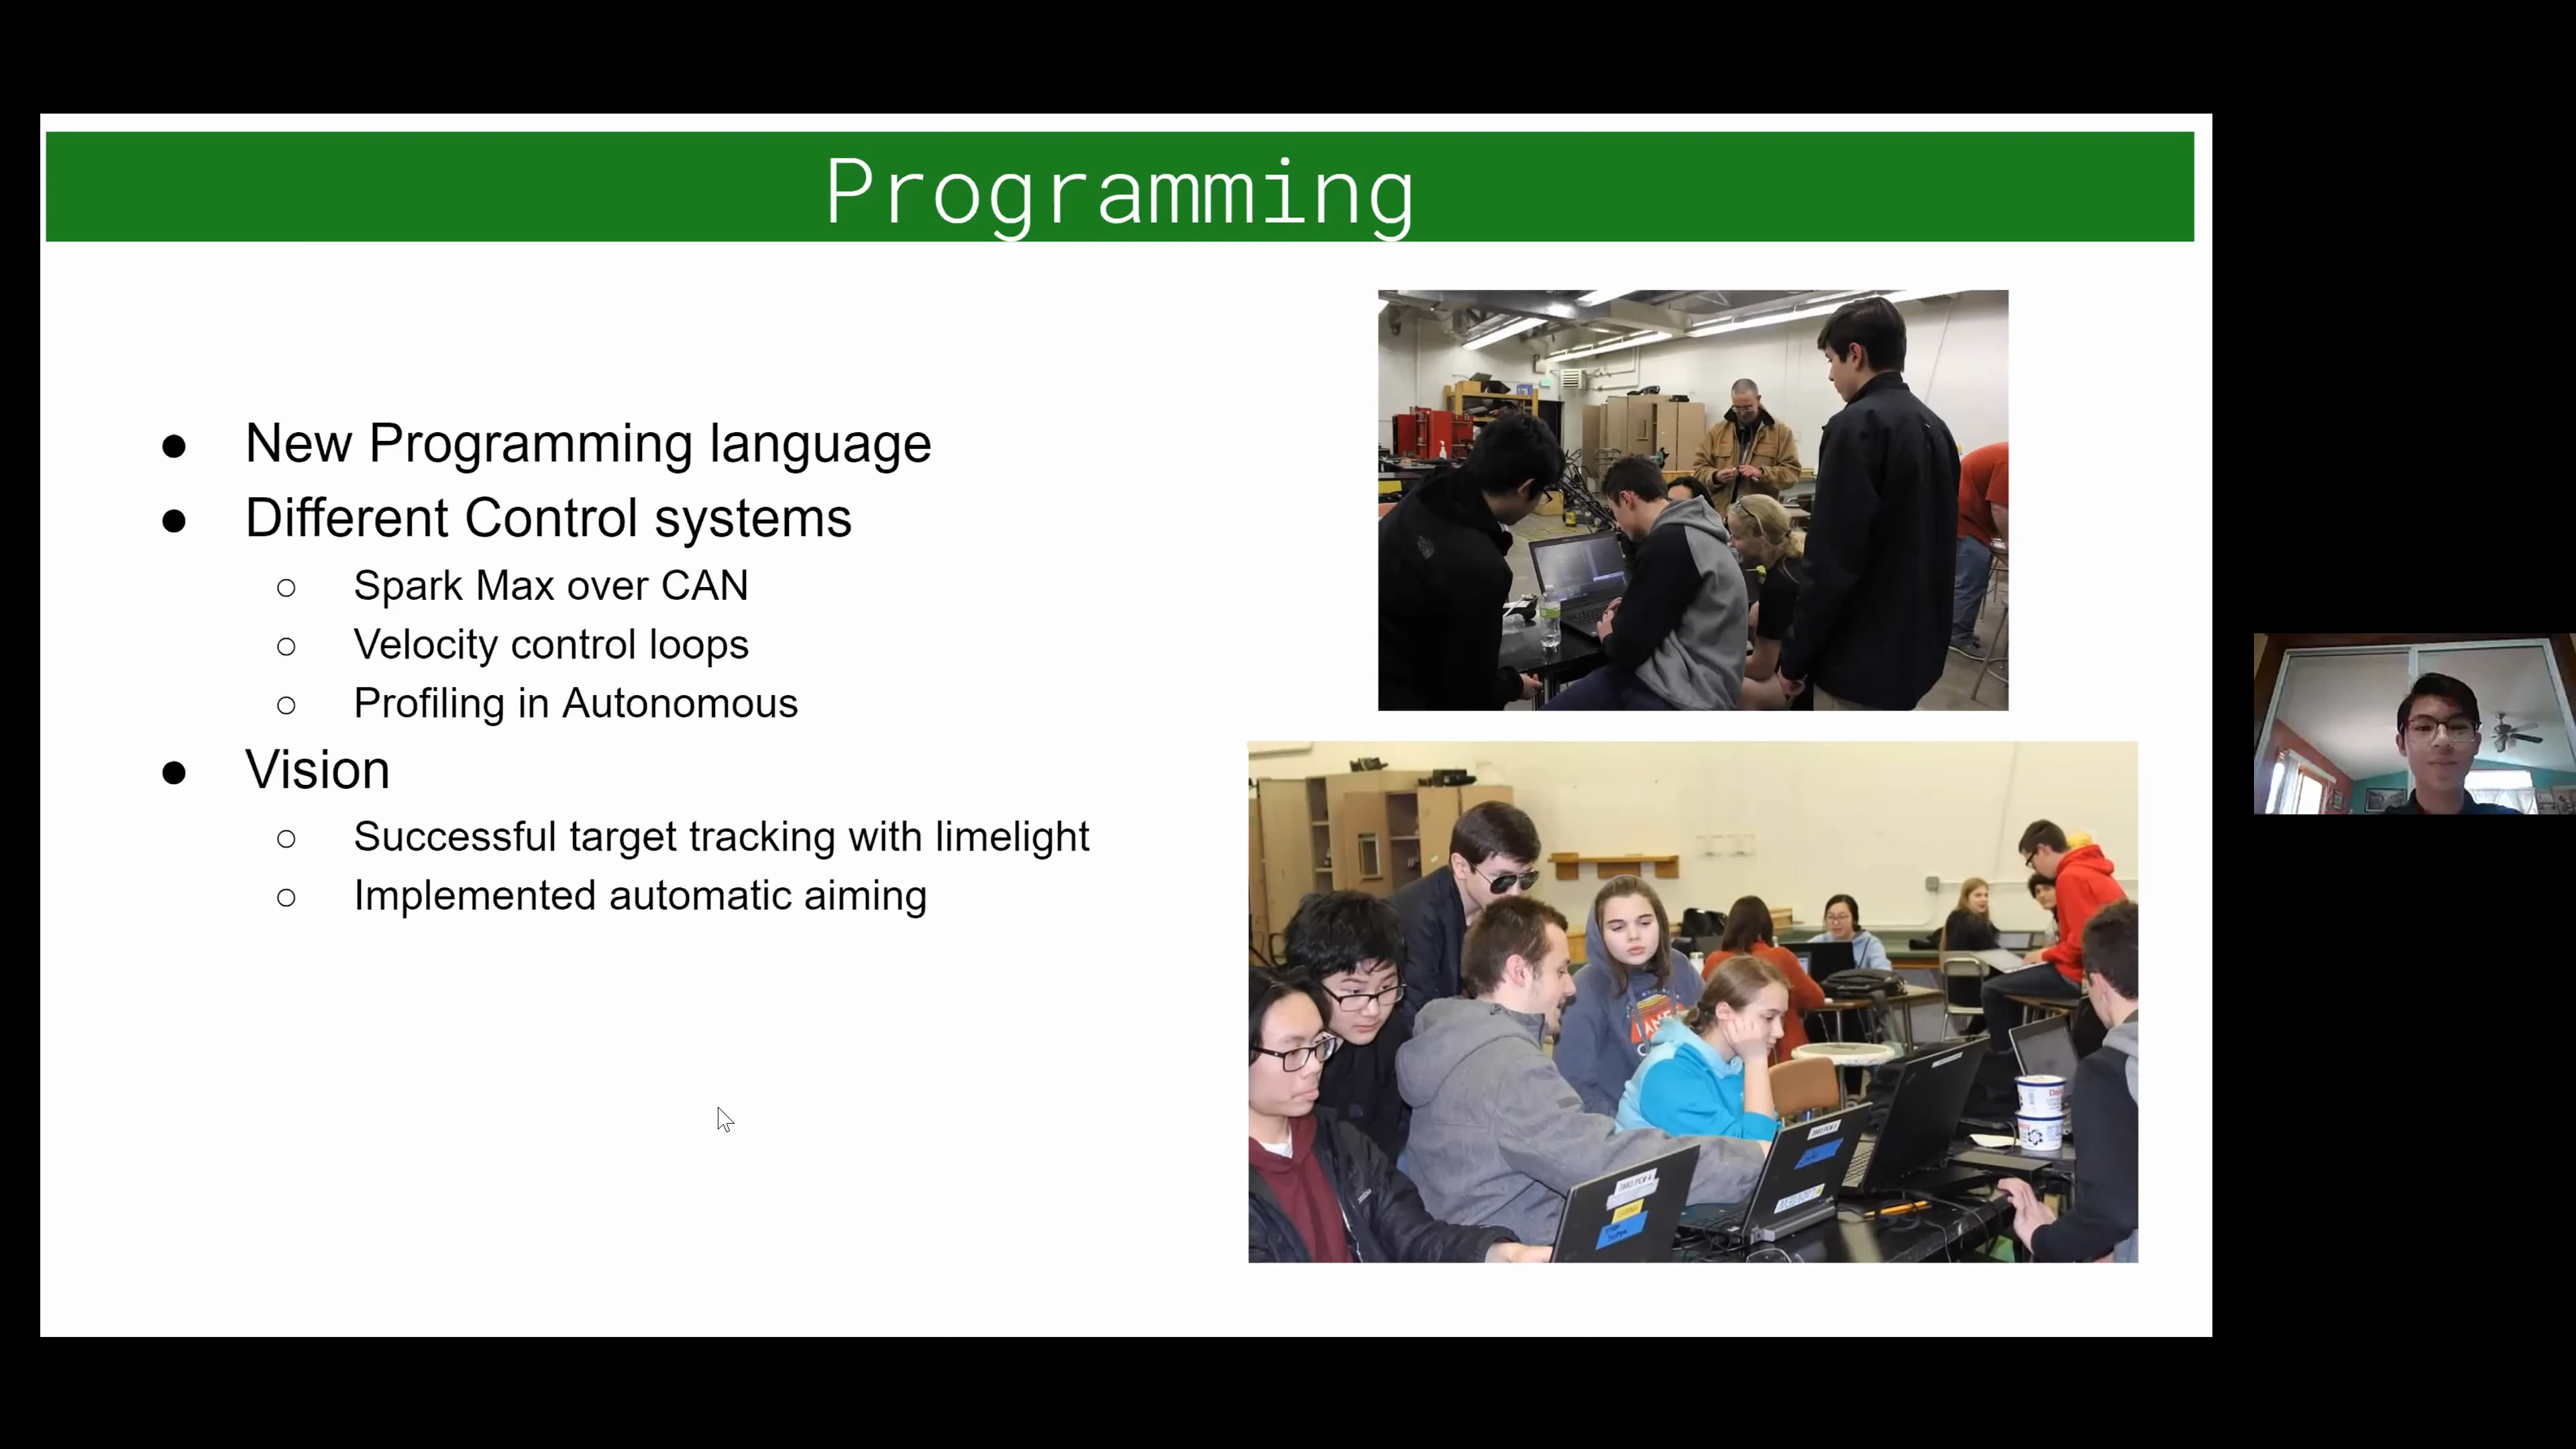 Programming
● New Programming language
● Different Control systems
○ Spark Max over CAN
○ Velocity control loops
○ Profiling in Autonomous
● Vision
○ Successful target tracking with limelight
○ Implemented automatic aiming